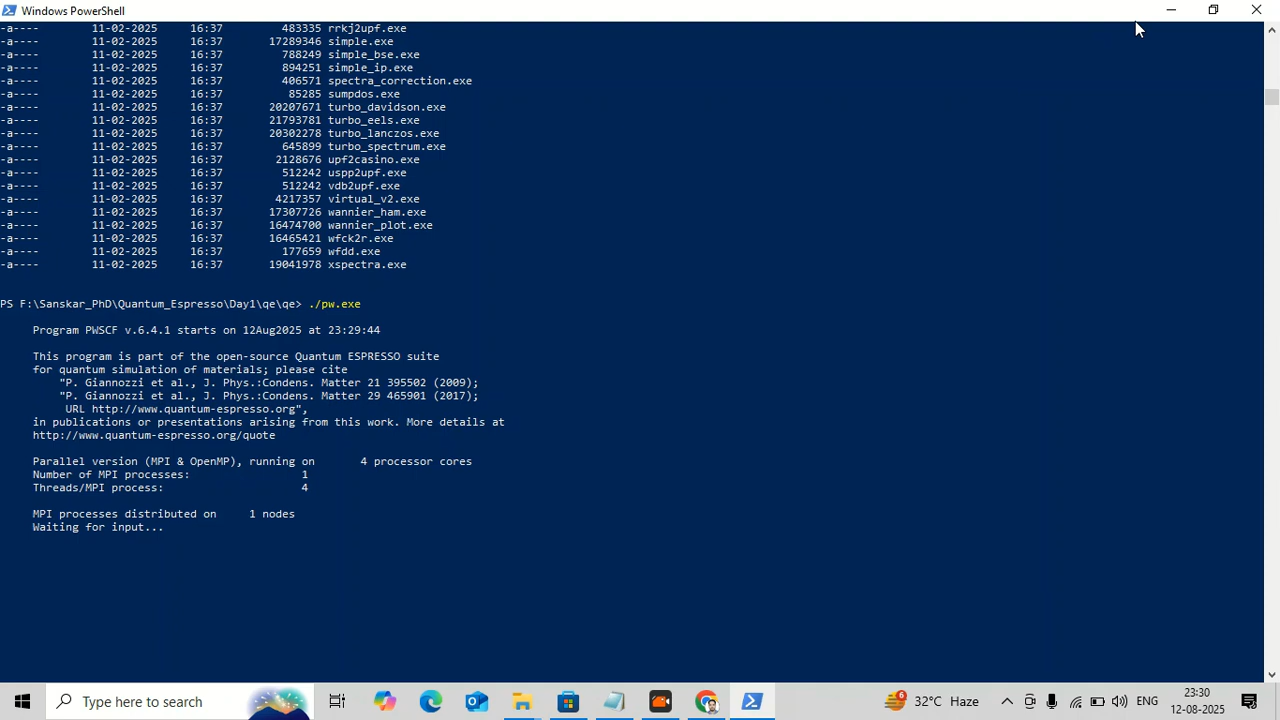 Windows PowerShell
-a---- 11-02-2025 16:37 483335 rrkj2upf.exe
-a---- 11-02-2025 16:37 17289346 simple.exe
-a---- 11-02-2025 16:37 788249 simple_bse.exe
-a---- 11-02-2025 16:37 894251 simple_ip.exe
-a---- 11-02-2025 16:37 406571 spectra_correction.exe
-a---- 11-02-2025 16:37 85285 sumpdos.exe
-a---- 11-02-2025 16:37 20207671 turbo_davidson.exe
-a---- 11-02-2025 16:37 21793781 turbo_eels.exe
-a---- 11-02-2025 16:37 20302278 turbo_lanczos.exe
-a---- 11-02-2025 16:37 645899 turbo_spectrum.exe
-a---- 11-02-2025 16:37 2128676 upf2casino.exe
-a---- 11-02-2025 16:37 512242 uspp2upf.exe
-a---- 11-02-2025 16:37 512242 vdb2upf.exe
-a---- 11-02-2025 16:37 4217357 virtual_v2.exe
-a---- 11-02-2025 16:37 17307726 wannier_ham.exe
-a---- 11-02-2025 16:37 16474700 wannier_plot.exe
-a---- 11-02-2025 16:37 16465421 wfck2r.exe
-a---- 11-02-2025 16:37 177659 wfdd.exe
-a---- 11-02-2025 16:37 19041978 xspectra.exe
PS F:\Sanskar_PhD\Quantum_Espresso\Day1\qe\qe> ./pw.exe
Program PWSCF v.6.4.1 starts on 12Aug2025 at 23:29:44
This program is part of the open-source Quantum ESPRESSO suite
for quantum simulation of materials; please cite
"P. Giannozzi et al., J. Phys.:Condens. Matter 21 395502 (2009);
"P. Giannozzi et al., J. Phys.:Condens. Matter 29 465901 (2017);
URL http://www.quantum-espresso.org",
in publications or presentations arising from this work. More details at
http://www.quantum-espresso.org/quote
Parallel version (MPI & OpenMP), running on 4 processor cores
Number of MPI processes: 1
Threads/MPI process: 4
MPI processes distributed on 1 nodes
Waiting for input...
Type here to search
6
32°C Haze
ENG
23:30
12-08-2025